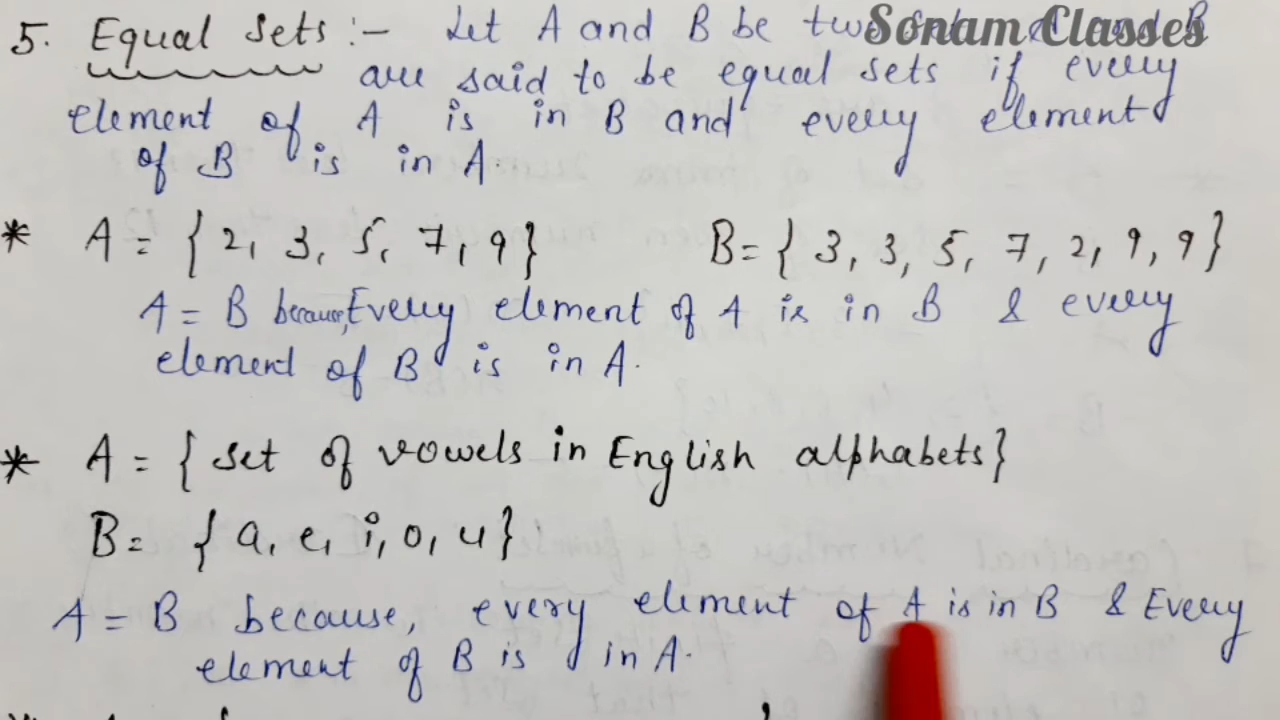 5. Equal Sets :- Let A and B be two B
Sonam Classes
are said to be equal sets if every
element of A is in B and every element
of B is in A.
* A = { 2, 3, 5, 7, 9 } B = { 3, 3, 5, 7, 2, 9, 9 }
A = B because, Every element of A is in B & every
element of B is in A.
* A = { set of vowels in English alphabets }
B = { a, e, i, o, u }
A = B because, every element of A is in B & Every
element of B is in A.